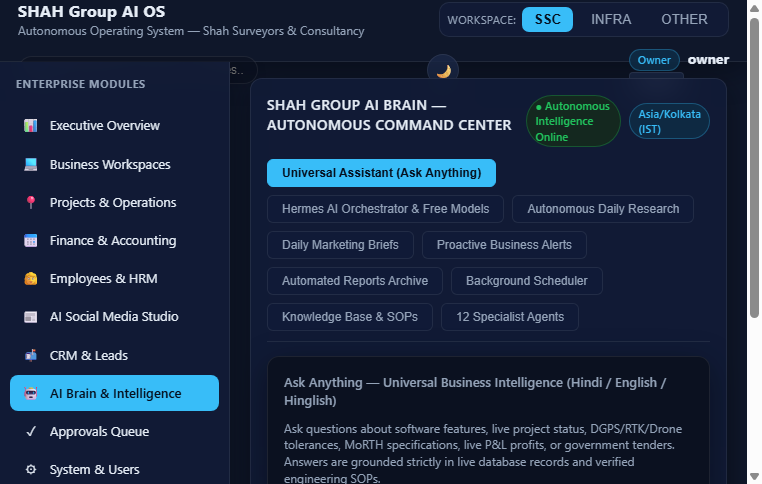 SHAH Group AI OS
Autonomous Operating System — Shah Surveyors & Consultancy
WORKSPACE: SSC INFRA OTHER
Owner owner
ENTERPRISE MODULES
Executive Overview
Business Workspaces
Projects & Operations
Finance & Accounting
Employees & HRM
AI Social Media Studio
CRM & Leads
AI Brain & Intelligence
Approvals Queue
System & Users
SHAH GROUP AI BRAIN —
AUTONOMOUS COMMAND CENTER
● Autonomous
Intelligence
Online
Asia/Kolkata
(IST)
Universal Assistant (Ask Anything)
Hermes AI Orchestrator & Free Models
Autonomous Daily Research
Daily Marketing Briefs
Proactive Business Alerts
Automated Reports Archive
Background Scheduler
Knowledge Base & SOPs
12 Specialist Agents
Ask Anything — Universal Business Intelligence (Hindi / English /
Hinglish)
Ask questions about software features, live project status, DGPS/RTK/Drone
tolerances, MoRTH specifications, live P&L profits, or government tenders.
Answers are grounded strictly in live database records and verified
engineering SOPs.